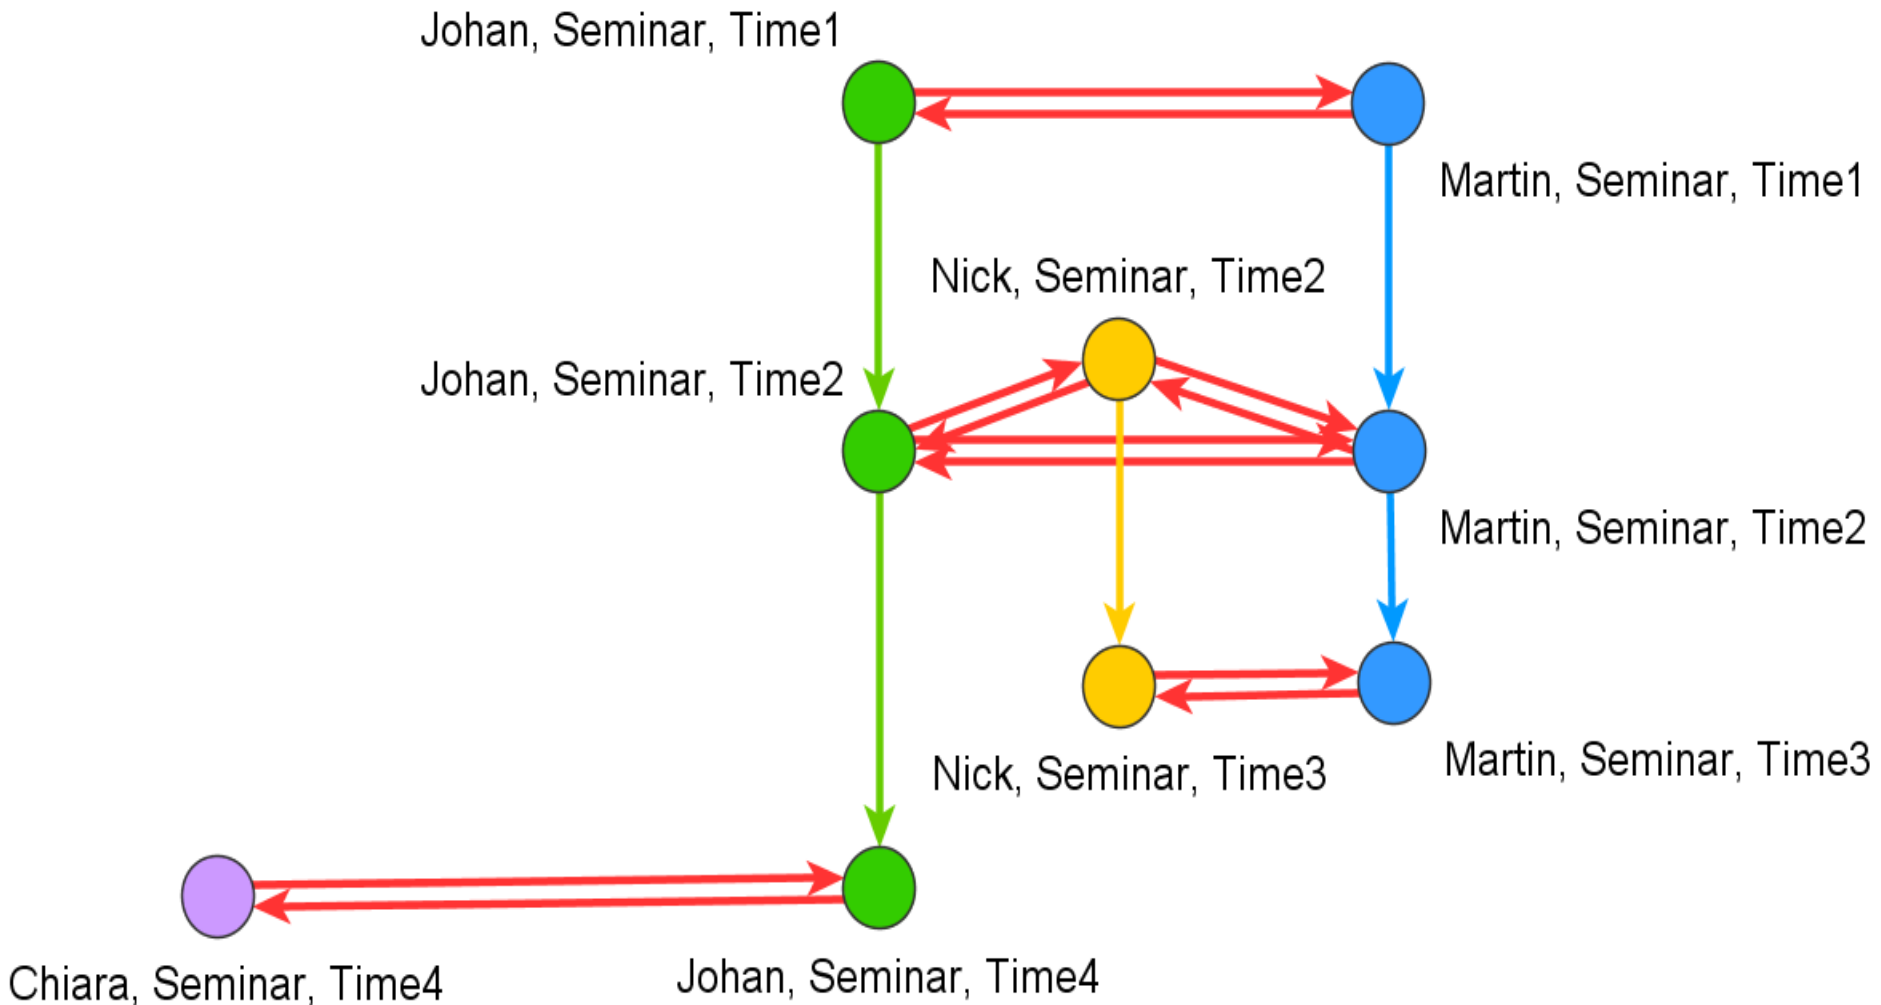 Johan, Seminar, Time1
Martin, Seminar, Time1
Nick, Seminar, Time2
Johan, Seminar, Time2
Martin, Seminar, Time2
Nick, Seminar, Time3
Martin, Seminar, Time3
Chiara, Seminar, Time4
Johan, Seminar, Time4